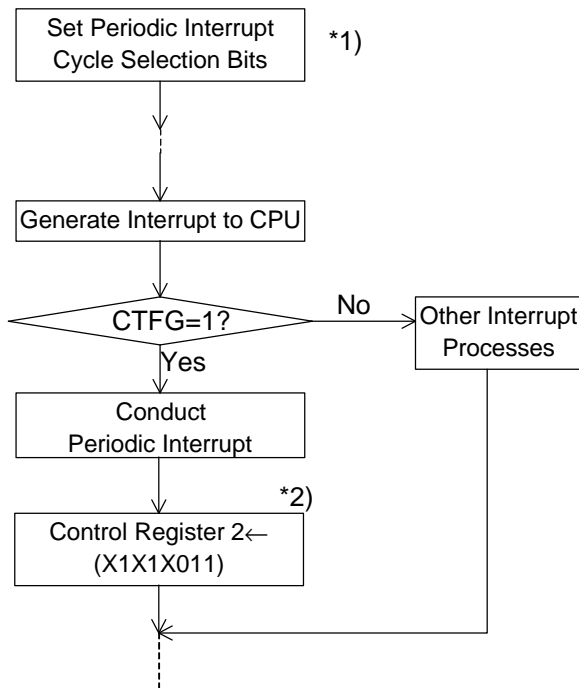 Set Periodic Interrupt
Cycle Selection Bits
*1)
Generate Interrupt to CPU
CTFG=1?
No
Other Interrupt
Processes
Yes
Conduct
Periodic Interrupt
*2)
Control Register 2←
(X1X1X011)